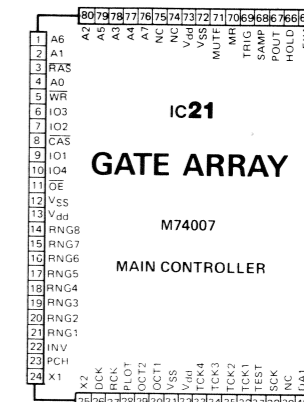 80 79 78 77 76 75 74 73 72 71 70 69 68 67 66
A2 A5 A3 A4 A7 NC NC Vdd VSS MUTE MR TRIG SAMP POUT HOLD
1 A6
2 A1
3 RAS
4 A0
5 WR
6 IO3
7 IO2
8 CAS
9 IO1
10 IO4
11 OE
12 VSS
13 Vdd
14 RNG8
15 RNG7
16 RNG6
17 RNG5
18 RNG4
19 RNG3
20 RNG2
21 RNG1
22 INV
23 PCH
24 X1
IC21
GATE ARRAY
M74007
MAIN CONTROLLER
X2 DCK RCK PLOT OCT2 OCT1 VSS Vdd TCK4 TCK3 TCK2 TCK1 TEST SCK NC DA1